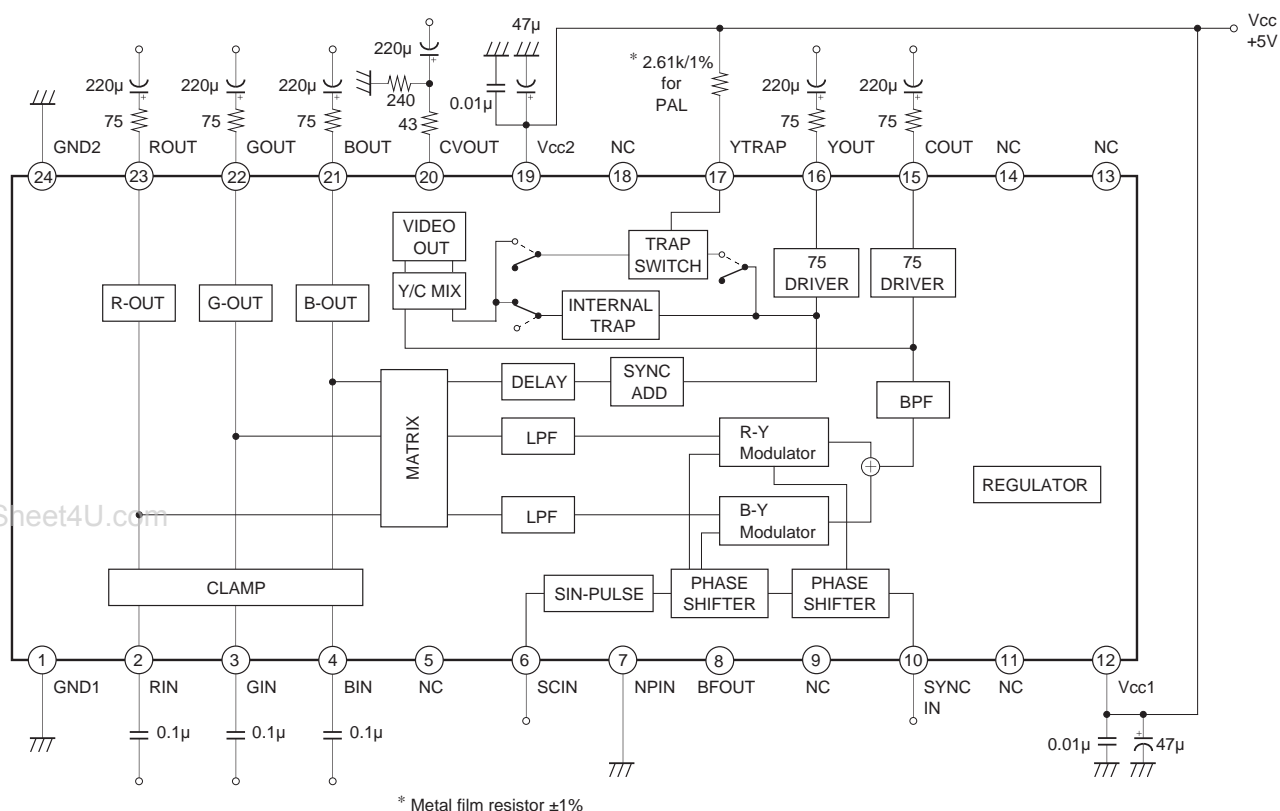 Vcc
+5V
47µ
220µ
240
0.01µ
43
* 2.61k/1%
for
PAL
220µ
220µ
220µ
220µ
220µ
75
75
75
75
75
GND2
ROUT
GOUT
BOUT
CVOUT
Vcc2
NC
YTRAP
YOUT
COUT
NC
NC
24
23
22
21
20
19
18
17
16
15
14
13
VIDEO
OUT
TRAP
SWITCH
75
DRIVER
75
DRIVER
R-OUT
G-OUT
B-OUT
Y/C MIX
INTERNAL
TRAP
MATRIX
DELAY
SYNC
ADD
BPF
LPF
R-Y
Modulator
REGULATOR
LPF
B-Y
Modulator
Sheet4U.com
CLAMP
SIN-PULSE
PHASE
SHIFTER
PHASE
SHIFTER
1
2
3
4
5
6
7
8
9
10
11
12
GND1
RIN
GIN
BIN
NC
SCIN
NPIN
BFOUT
NC
SYNC
IN
NC
Vcc1
0.1µ
0.1µ
0.1µ
0.01µ
47µ
* Metal film resistor ±1%